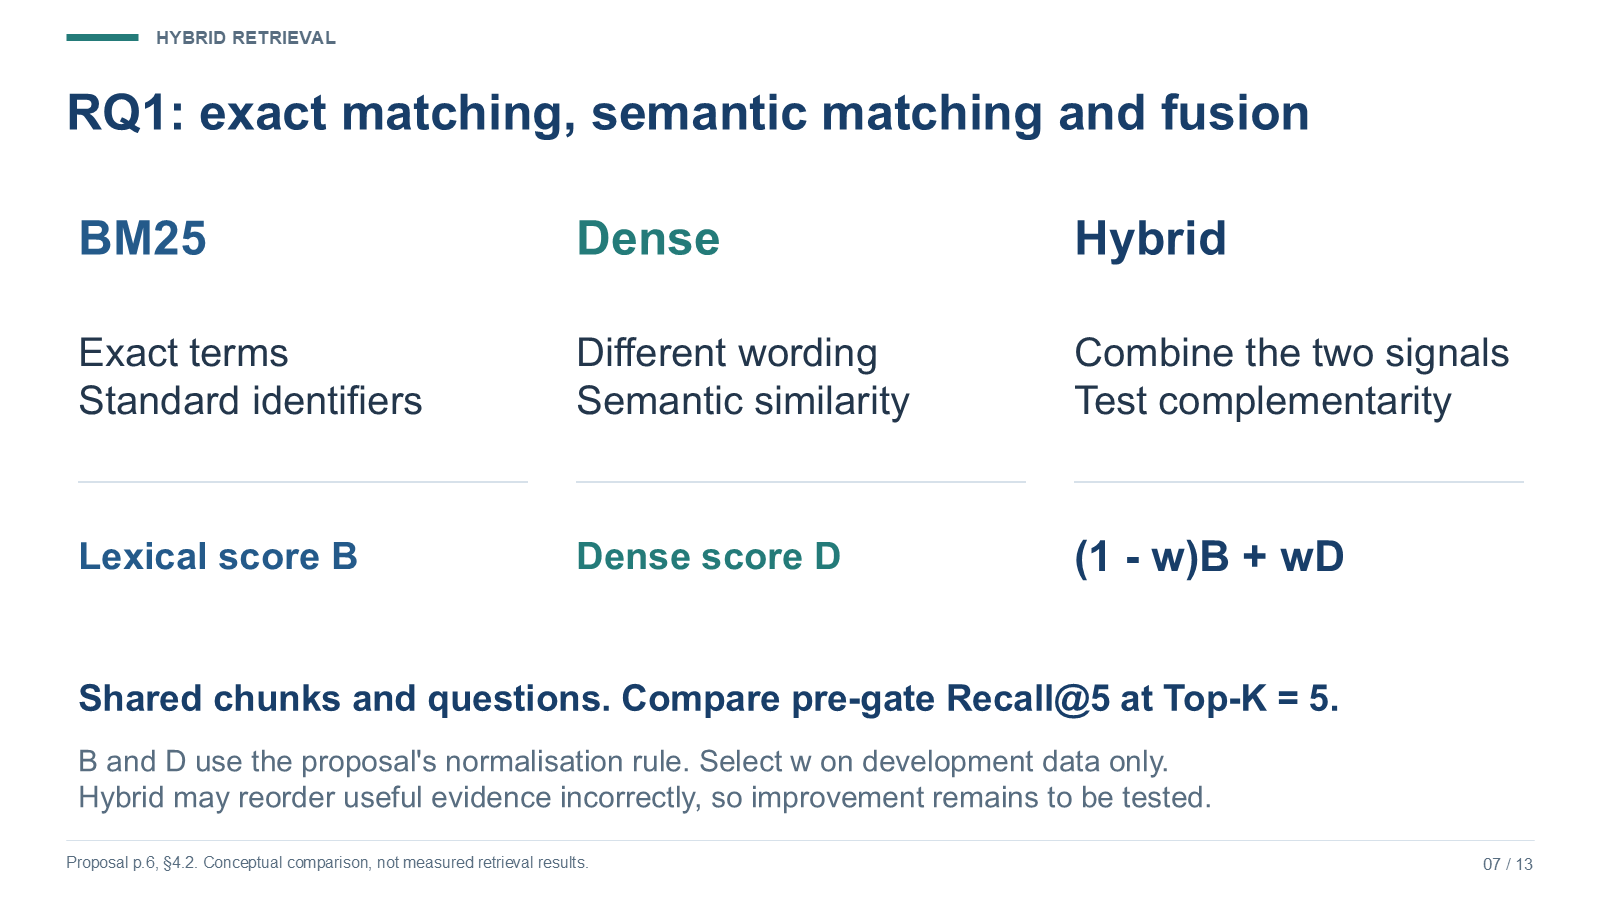 HYBRID RETRIEVAL
RQ1: exact matching, semantic matching and fusion
BM25
Exact terms
Standard identifiers
Lexical score B
Dense
Different wording
Semantic similarity
Dense score D
Hybrid
Combine the two signals
Test complementarity
(1 - w)B + wD
Shared chunks and questions. Compare pre-gate Recall@5 at Top-K = 5.
B and D use the proposal's normalisation rule. Select w on development data only.
Hybrid may reorder useful evidence incorrectly, so improvement remains to be tested.
Proposal p.6, §4.2. Conceptual comparison, not measured retrieval results.
07 / 13